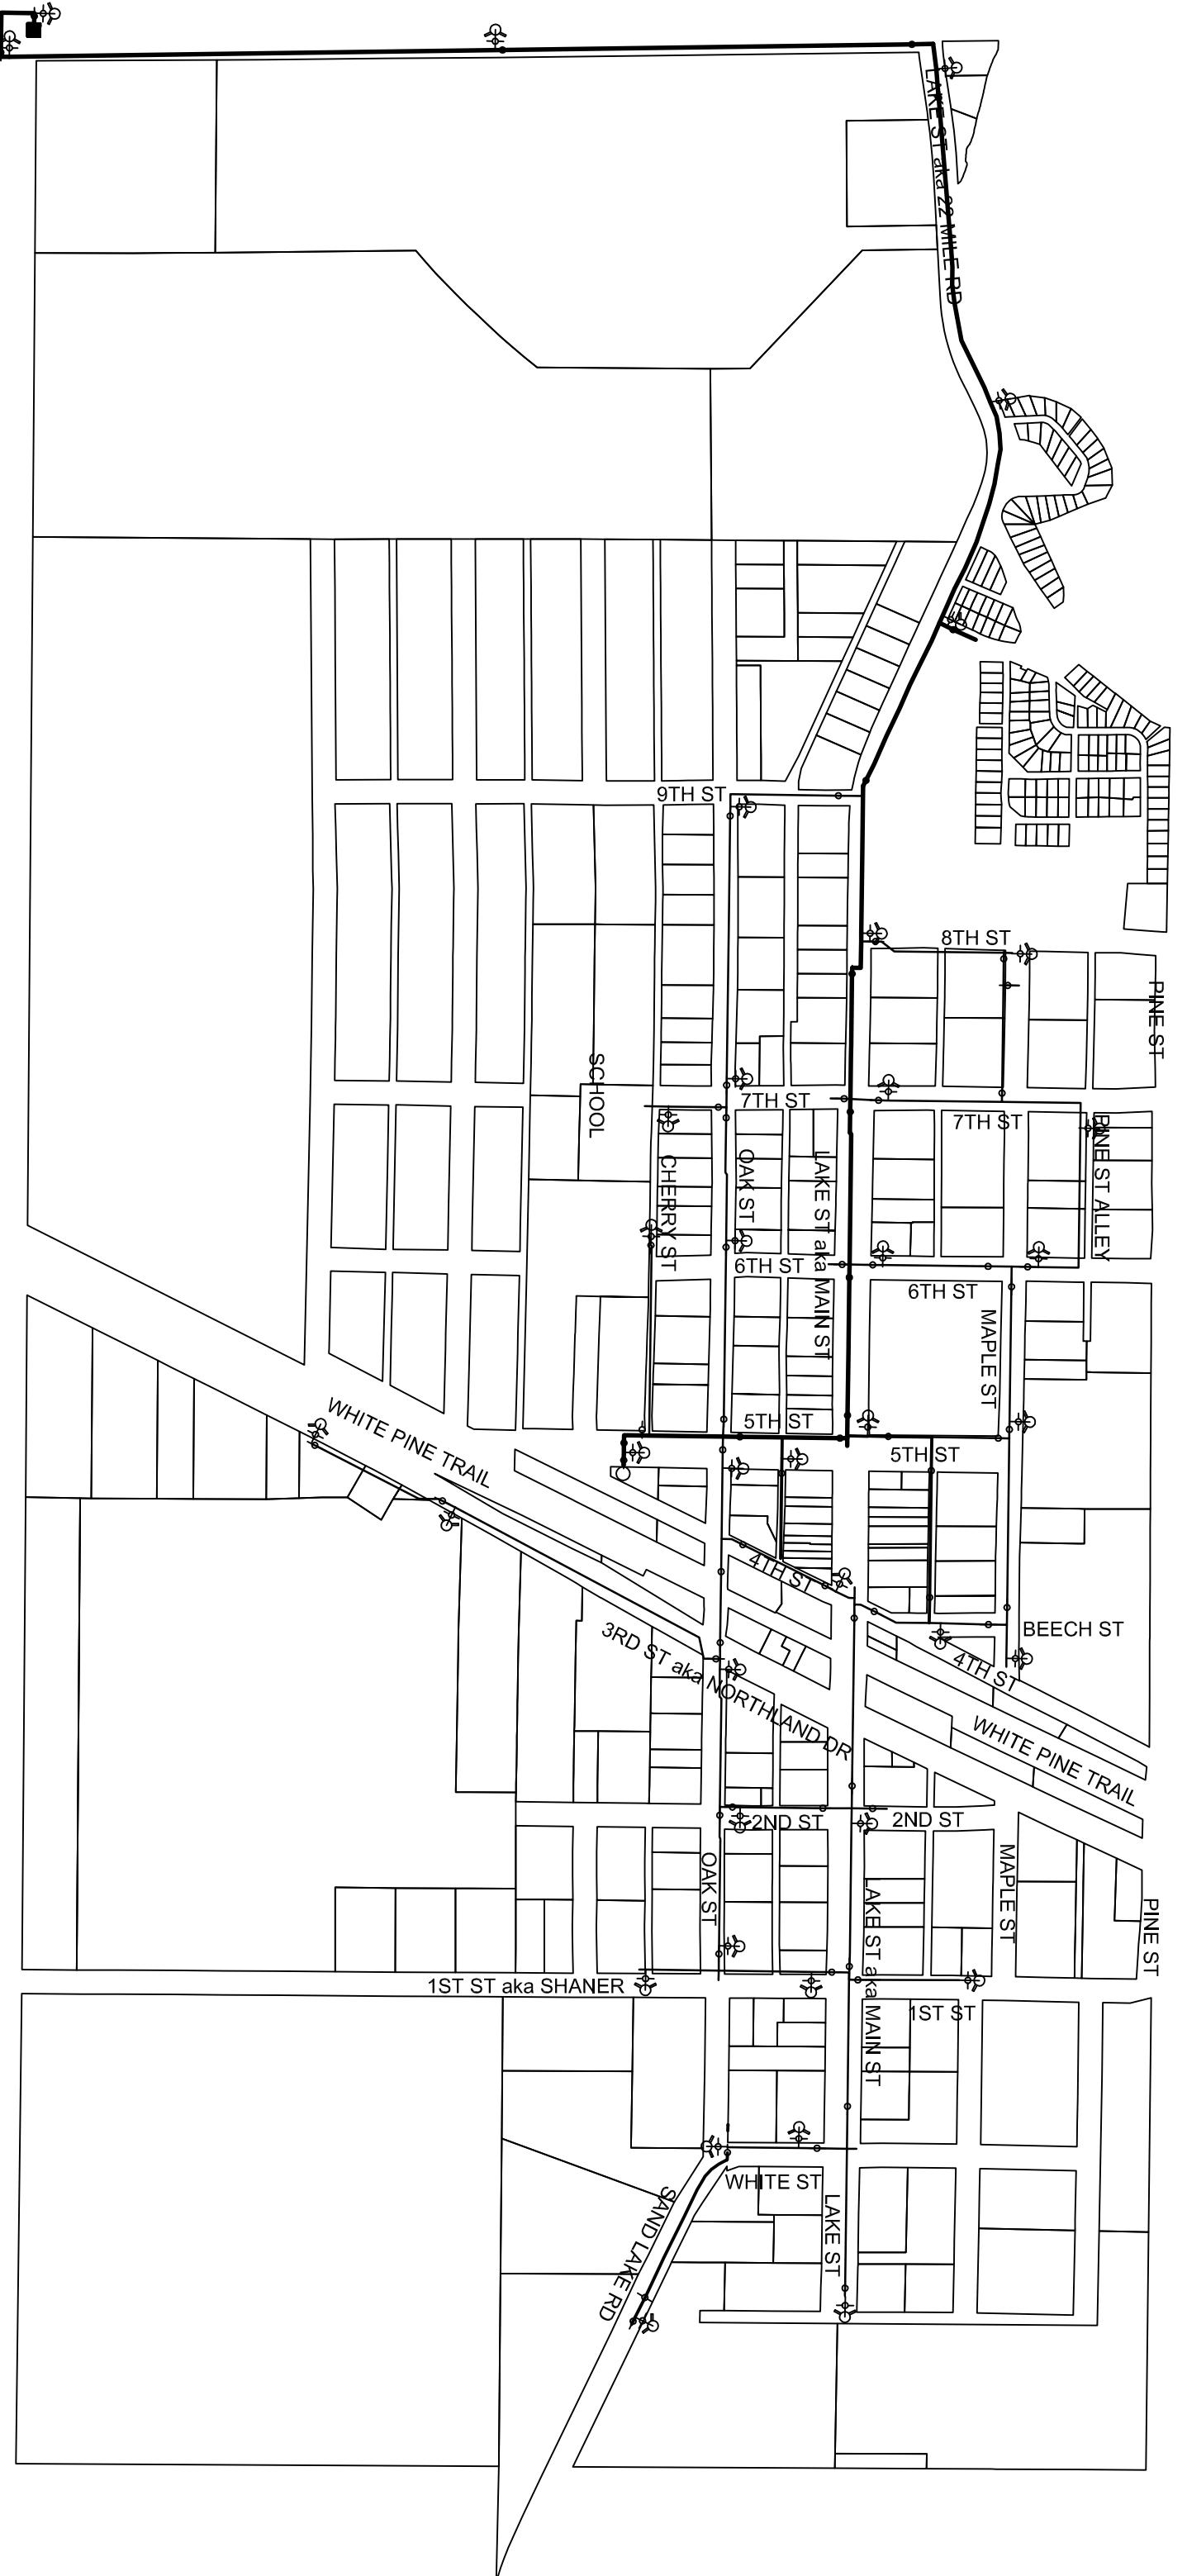 LAKE ST aka 22 MILE RD
9TH ST
8TH ST
PINE ST
SCHOOL
7TH ST
7TH ST
CHERRY ST
OAK ST
LAKE ST aka MAIN ST
PINE ST ALLEY
6TH ST
6TH ST
MAPLE ST
WHITE PINE TRAIL
5TH ST
5TH ST
4TH ST
BEECH ST
3RD ST aka NORTHLAND DR
4TH ST
WHITE PINE TRAIL
2ND ST
2ND ST
OAK ST
LAKE ST aka MAIN ST
MAPLE ST
PINE ST
1ST ST aka SHANER
1ST ST
WHITE ST
SAND LAKE RD
LAKE ST